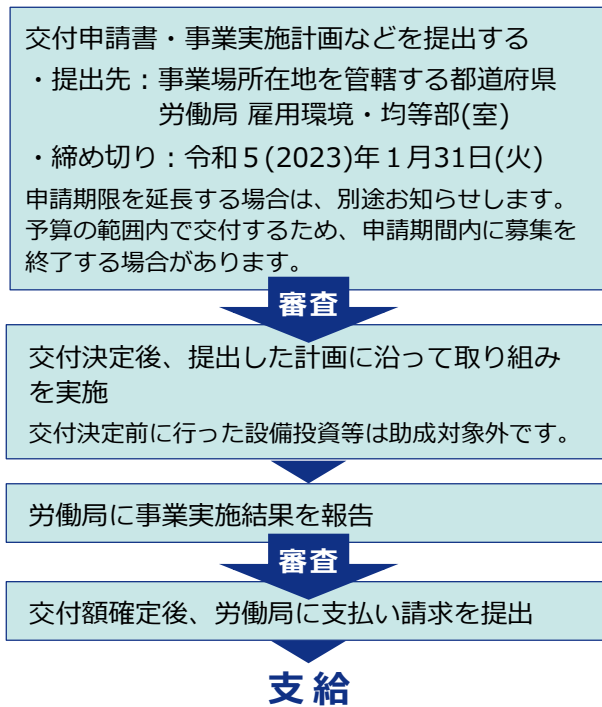 交付申請書・事業実施計画などを提出する
・提出先：事業場所在地を管轄する都道府県
労働局 雇用環境・均等部(室)
・締め切り：令和５(2023)年１月31日(火)
申請期限を延長する場合は、別途お知らせします。
予算の範囲内で交付するため、申請期間内に募集を
終了する場合があります。
審査
交付決定後、提出した計画に沿って取り組み
を実施
交付決定前に行った設備投資等は助成対象外です。
労働局に事業実施結果を報告
審査
交付額確定後、労働局に支払い請求を提出
支給